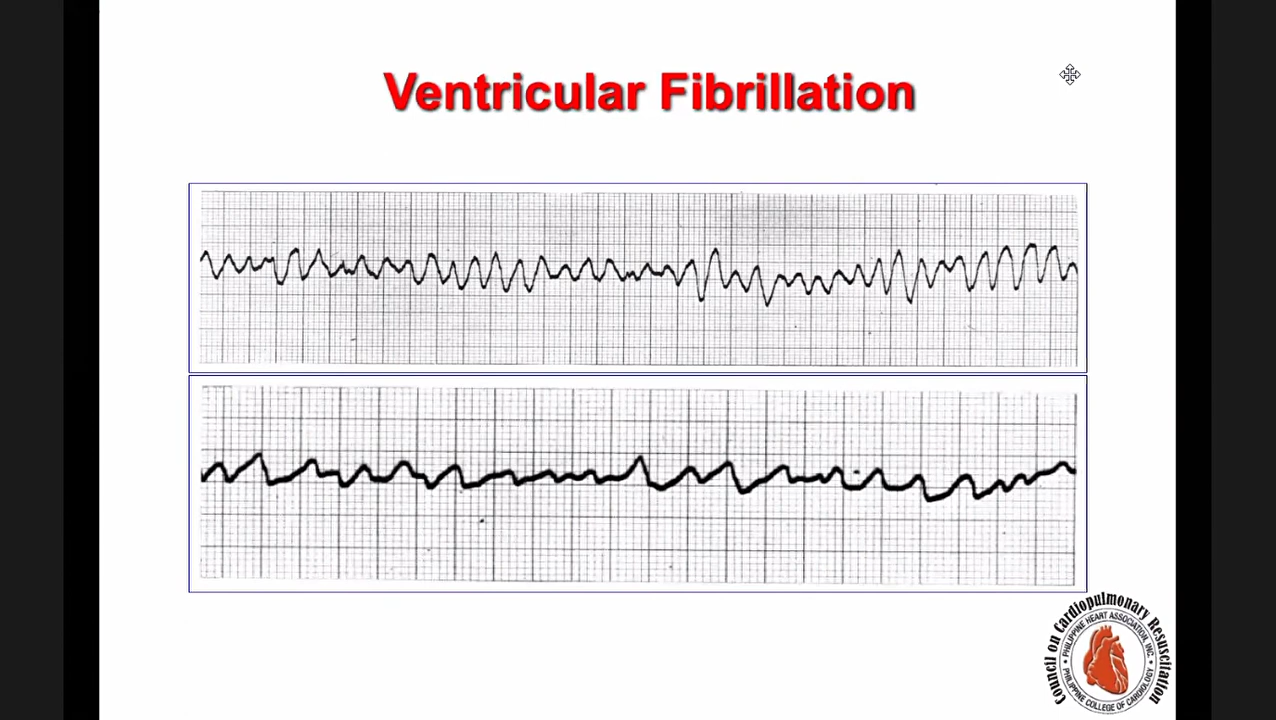 Ventricular Fibrillation
Council on Cardiopulmonary Resuscitation
PHILIPPINE HEART ASSOCIATION, INC.
PHILIPPINE COLLEGE OF CARDIOLOGY